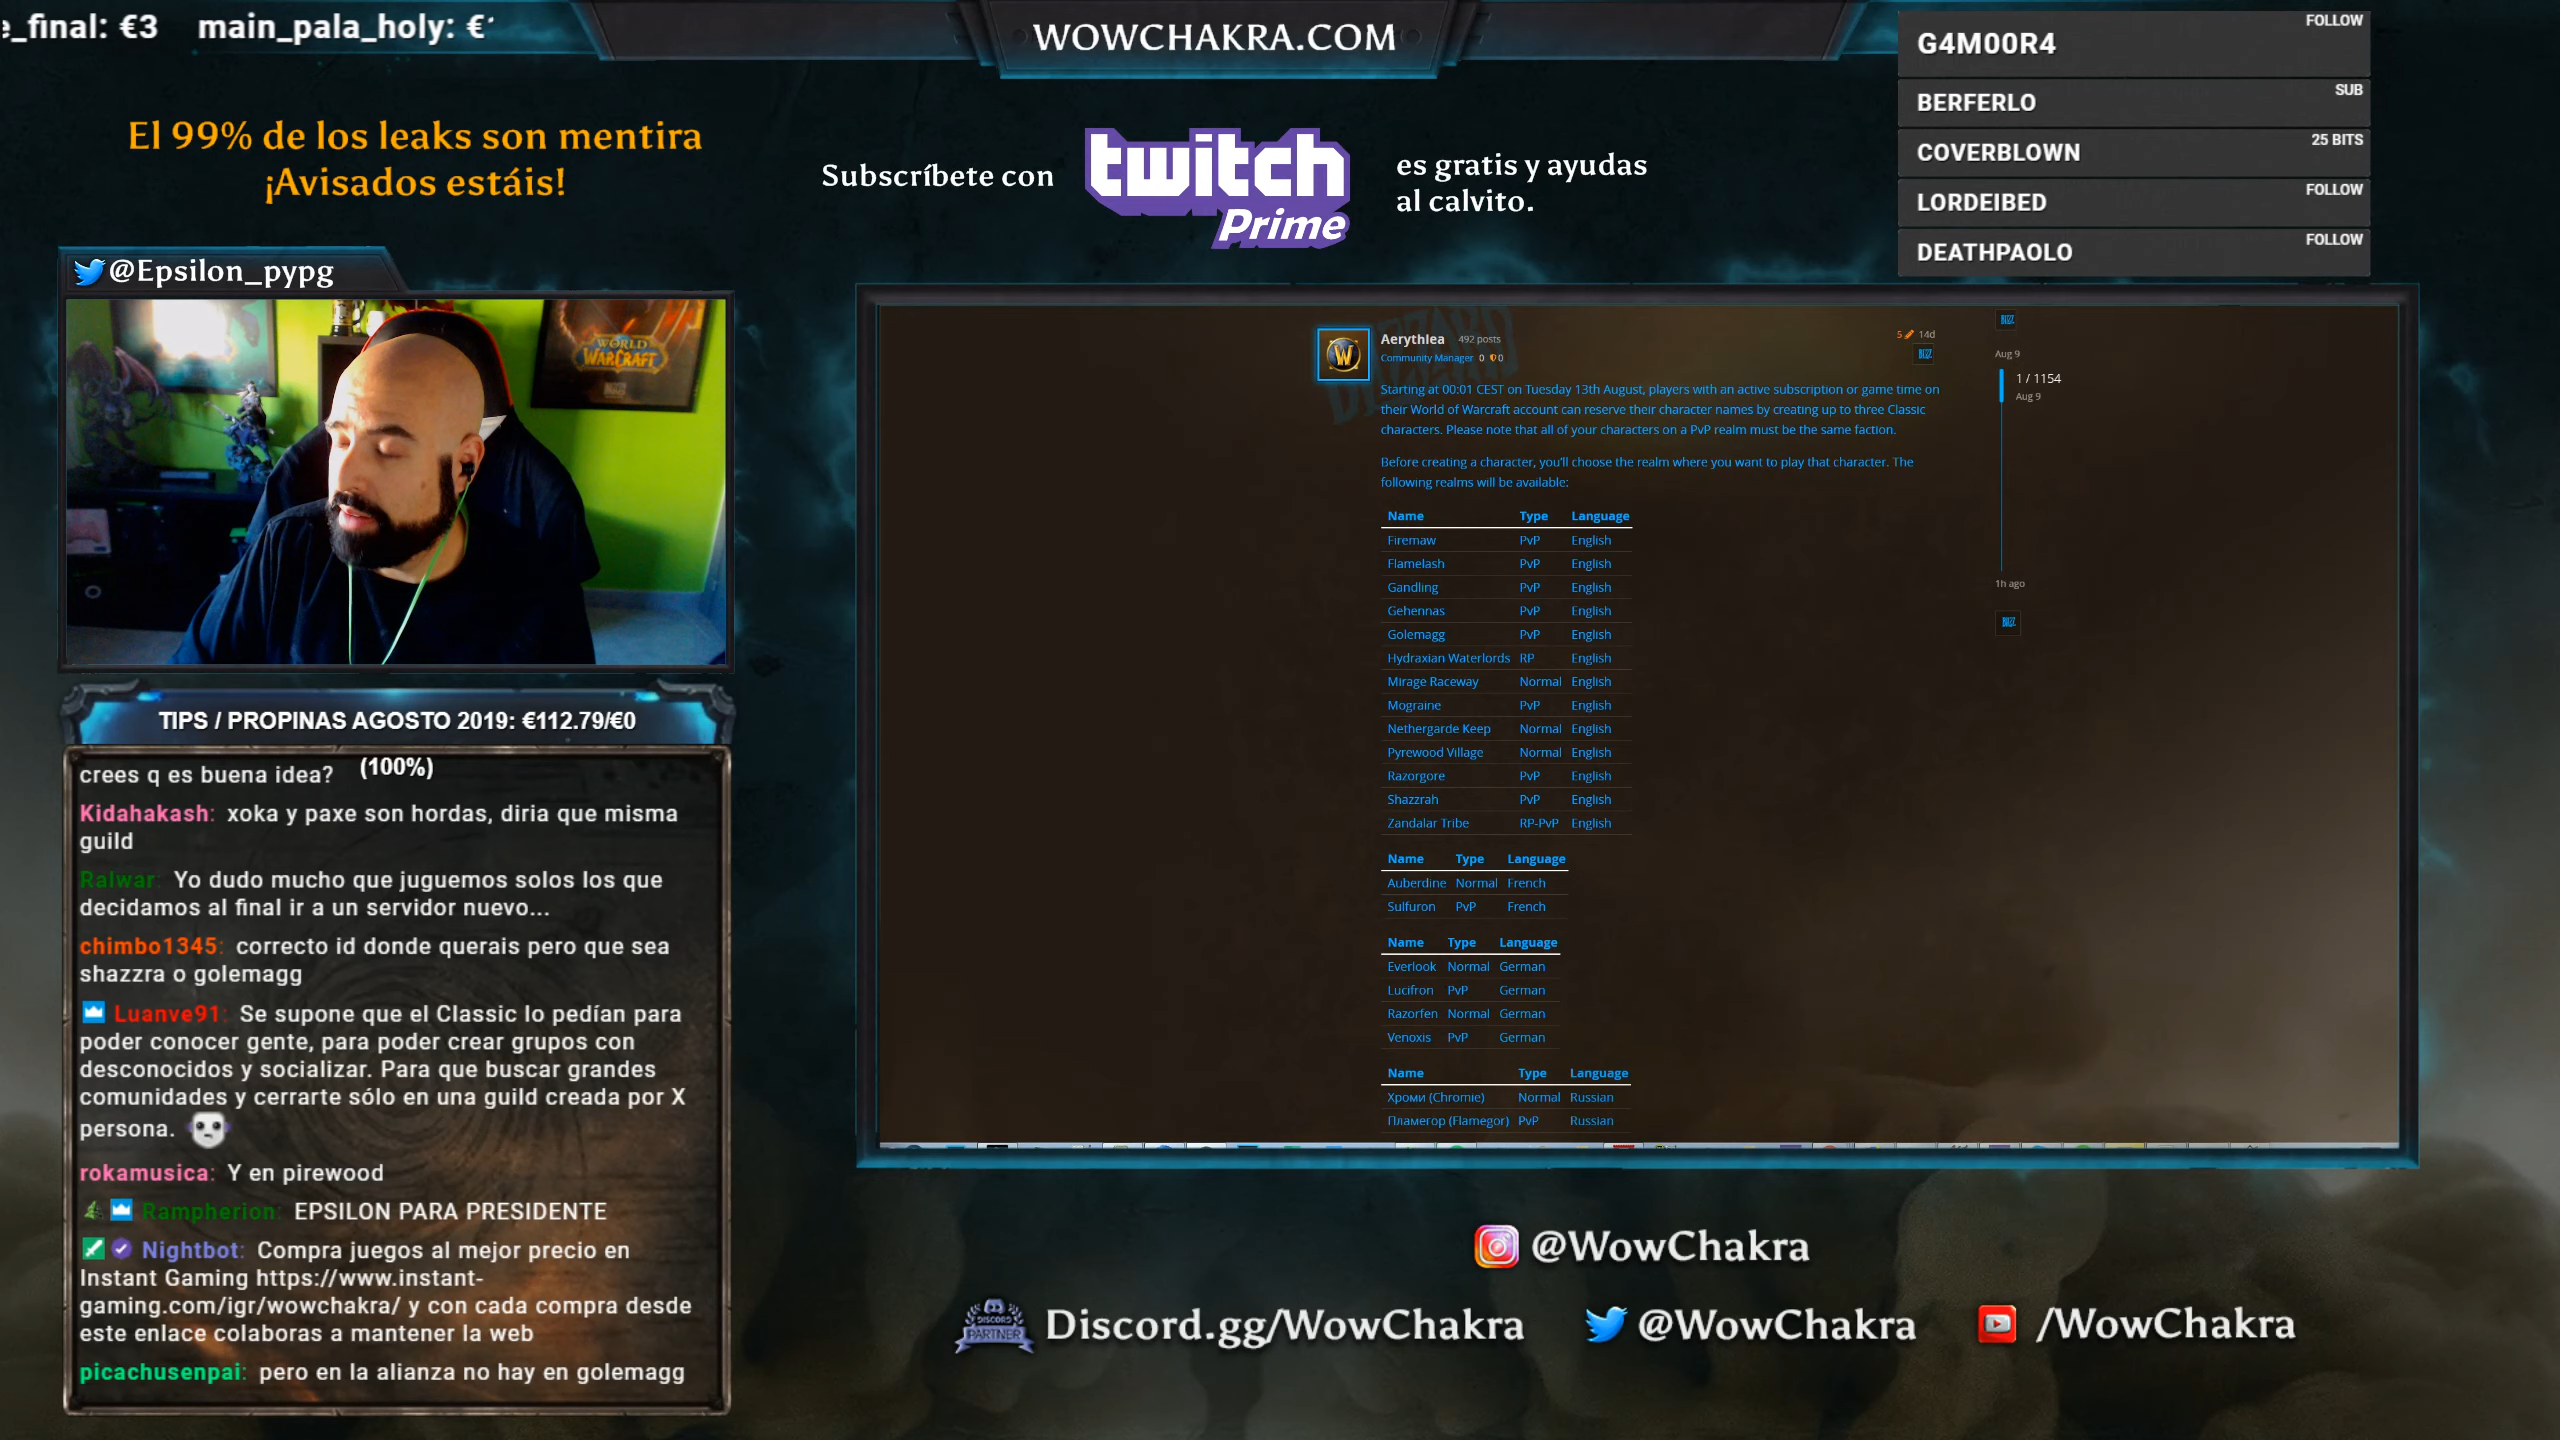 _final: €3 main_pala_holy: €
WOWCHAKRA.COM
G4M00R4 FOLLOW
BERFERLO SUB
COVERBLOWN 25 BITS
LORDEIBED FOLLOW
DEATHPAOLO FOLLOW
El 99% de los leaks son mentira
¡Avisados estáis!
Subscríbete con
twitch
Prime
es gratis y ayudas
al calvito.
@Epsilon_pypg
WORLD
WARCRAFT
TIPS / PROPINAS AGOSTO 2019: €112.79/€0
(100%)
crees q es buena idea?
Kidahakash: xoka y paxe son hordas, diria que misma
guild
Ralwar: Yo dudo mucho que juguemos solos los que
decidamos al final ir a un servidor nuevo...
chimbo1345: correcto id donde querais pero que sea
shazzra o golemagg
Luanve91: Se supone que el Classic lo pedían para
poder conocer gente, para poder crear grupos con
desconocidos y socializar. Para que buscar grandes
comunidades y cerrarte sólo en una guild creada por X
persona.
rokamusica: Y en pirewood
Rampherion: EPSILON PARA PRESIDENTE
Nightbot: Compra juegos al mejor precio en
Instant Gaming https://www.instant-
gaming.com/igr/wowchakra/ y con cada compra desde
este enlace colaboras a mantener la web
picachusenpai: pero en la alianza no hay en golemagg
Aerythlea 492 posts
Community Manager 0 0
5 14d
Starting at 00:01 CEST on Tuesday 13th August, players with an active subscription or game time on
their World of Warcraft account can reserve their character names by creating up to three Classic
characters. Please note that all of your characters on a PvP realm must be the same faction.
Before creating a character, you'll choose the realm where you want to play that character. The
following realms will be available:
Name Type Language
Firemaw PvP English
Flamelash PvP English
Gandling PvP English
Gehennas PvP English
Golemagg PvP English
Hydraxian Waterlords RP English
Mirage Raceway Normal English
Mograine PvP English
Nethergarde Keep Normal English
Pyrewood Village Normal English
Razorgore PvP English
Shazzrah PvP English
Zandalar Tribe RP-PvP English
Name Type Language
Auberdine Normal French
Sulfuron PvP French
Name Type Language
Everlook Normal German
Lucifron PvP German
Razorfen Normal German
Venoxis PvP German
Name Type Language
Хроми (Chromie) Normal Russian
Пламегор (Flamegor) PvP Russian
Aug 9
1 / 1154
Aug 9
1h ago
@WowChakra
DISCORD
PARTNER
Discord.gg/WowChakra
@WowChakra
/WowChakra